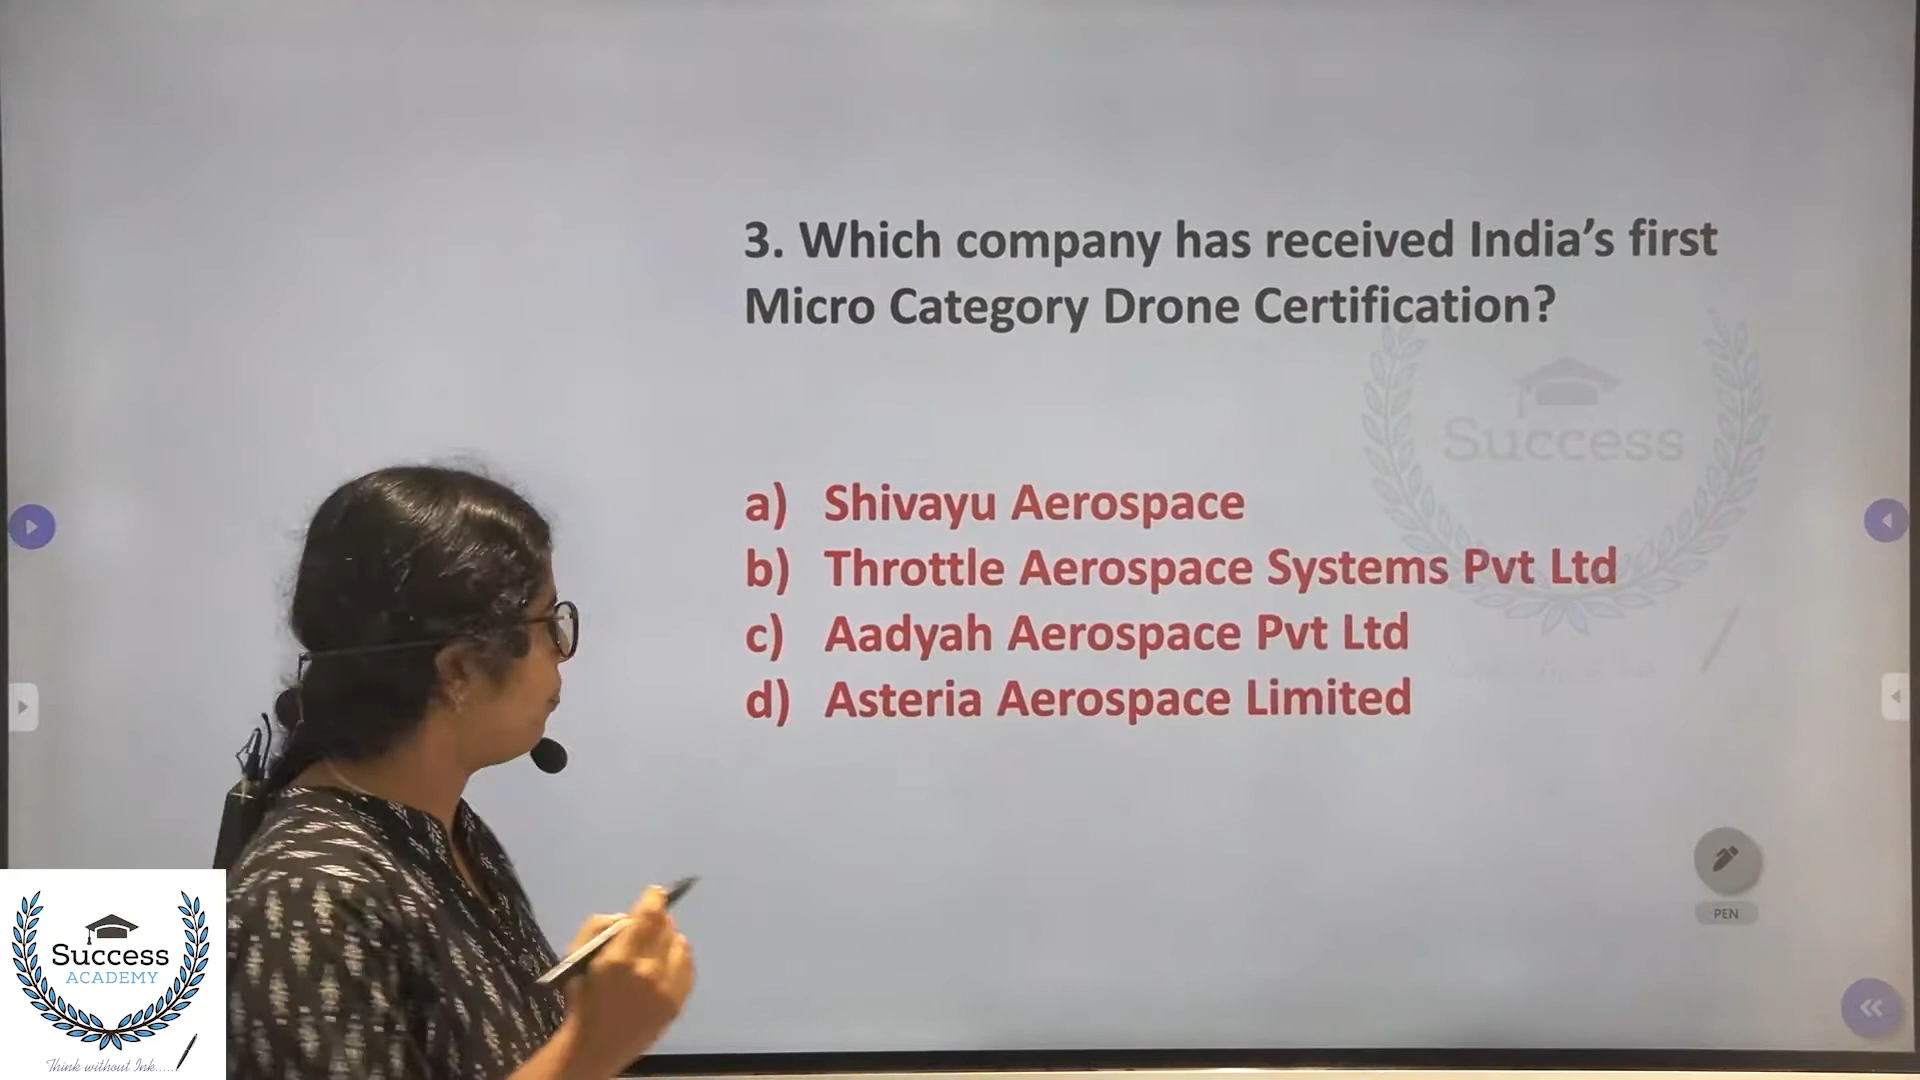 3. Which company has received India’s first
Micro Category Drone Certification?
Success
a) Shivayu Aerospace
b) Throttle Aerospace Systems Pvt Ltd
c) Aadyah Aerospace Pvt Ltd
d) Asteria Aerospace Limited
PEN
Success
ACADEMY
Think without Ink.....